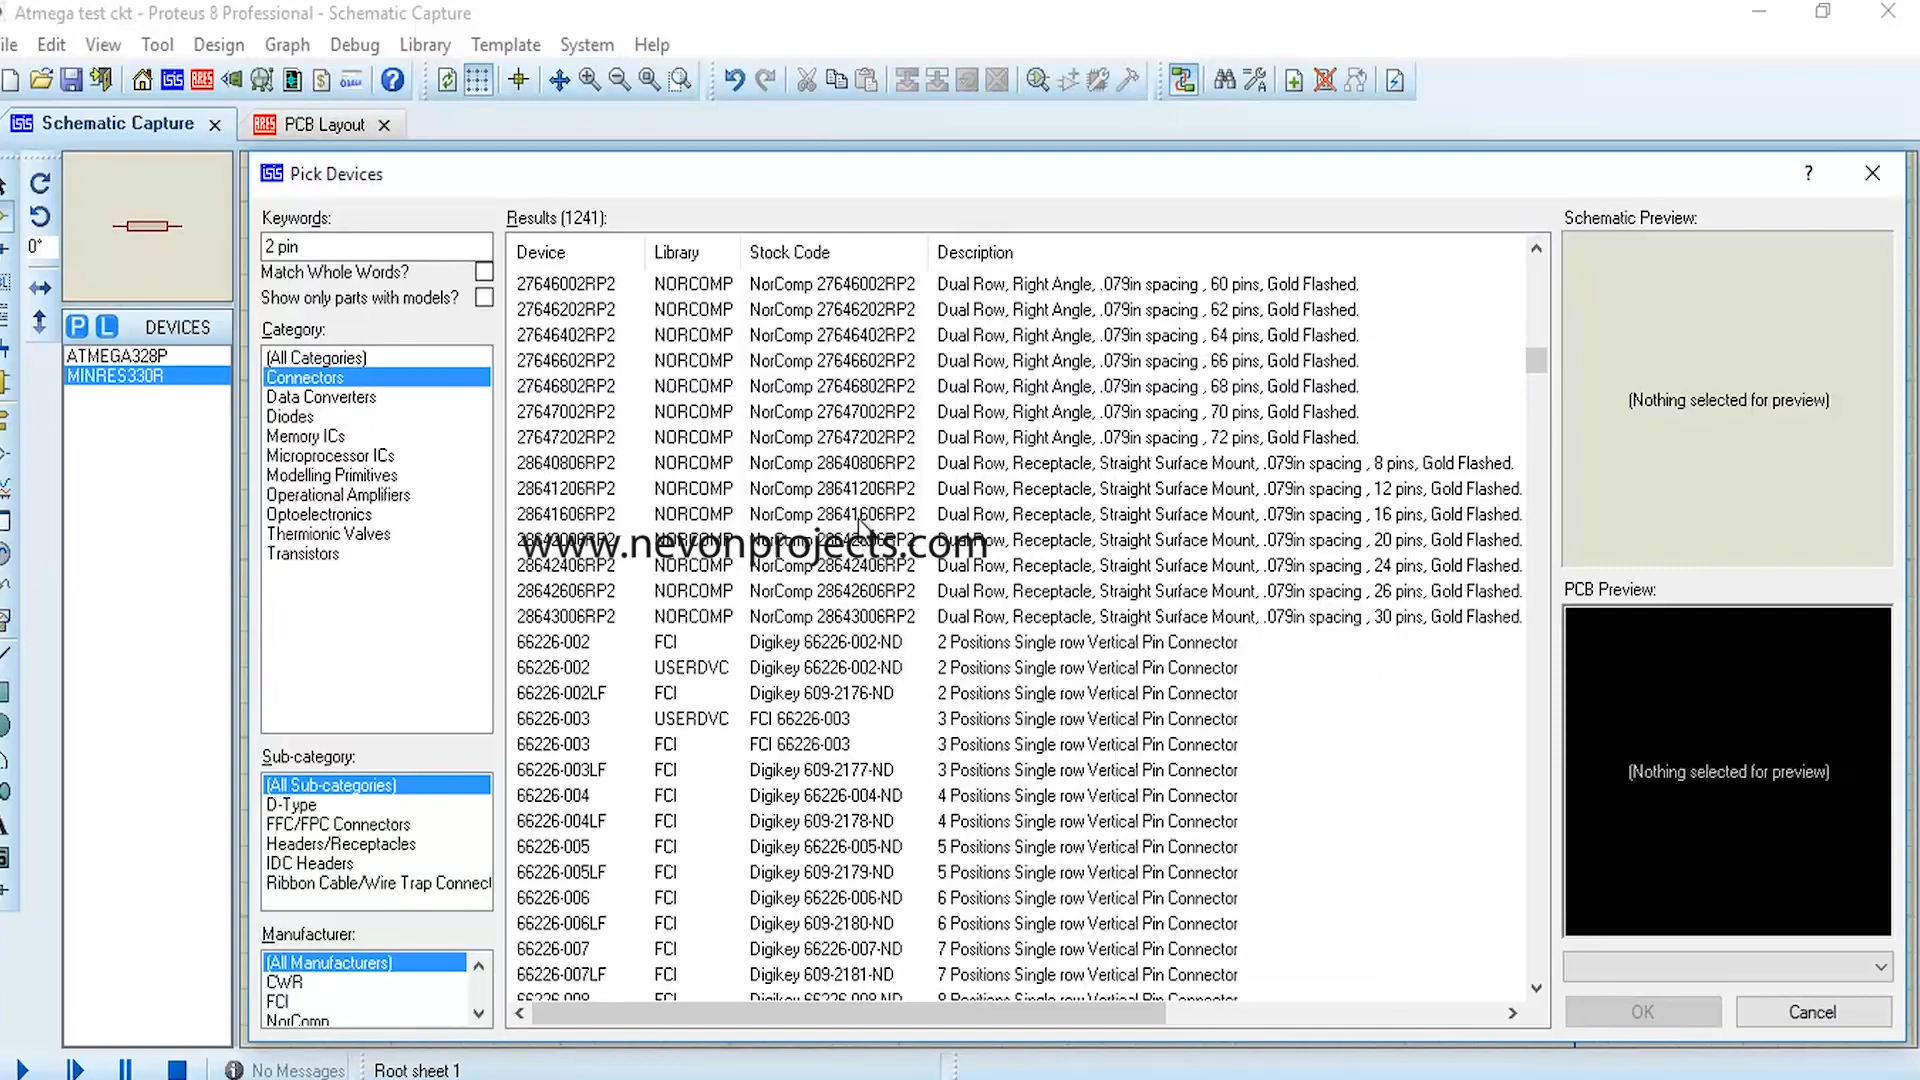 Atmega test ckt - Proteus 8 Professional - Schematic Capture
ile Edit View Tool Design Graph Debug Library Template System Help
Schematic Capture
PCB Layout
0°
P L DEVICES
ATMEGA328P
MINRES330R
Pick Devices
Keywords:
2 pin
Match Whole Words?
Show only parts with models?
Category:
(All Categories)
Connectors
Data Converters
Diodes
Memory ICs
Microprocessor ICs
Modelling Primitives
Operational Amplifiers
Optoelectronics
Thermionic Valves
Transistors
Sub-category:
(All Sub-categories)
D-Type
FFC/FPC Connectors
Headers/Receptacles
IDC Headers
Ribbon Cable/Wire Trap Connect
Manufacturer:
(All Manufacturers)
CWR
FCI
NorComp
Results (1241):
Device Library Stock Code Description
27646002RP2 NORCOMP NorComp 27646002RP2 Dual Row, Right Angle, .079in spacing , 60 pins, Gold Flashed.
27646202RP2 NORCOMP NorComp 27646202RP2 Dual Row, Right Angle, .079in spacing , 62 pins, Gold Flashed.
27646402RP2 NORCOMP NorComp 27646402RP2 Dual Row, Right Angle, .079in spacing , 64 pins, Gold Flashed.
27646602RP2 NORCOMP NorComp 27646602RP2 Dual Row, Right Angle, .079in spacing , 66 pins, Gold Flashed.
27646802RP2 NORCOMP NorComp 27646802RP2 Dual Row, Right Angle, .079in spacing , 68 pins, Gold Flashed.
27647002RP2 NORCOMP NorComp 27647002RP2 Dual Row, Right Angle, .079in spacing , 70 pins, Gold Flashed.
27647202RP2 NORCOMP NorComp 27647202RP2 Dual Row, Right Angle, .079in spacing , 72 pins, Gold Flashed.
28640806RP2 NORCOMP NorComp 28640806RP2 Dual Row, Receptacle, Straight Surface Mount, .079in spacing , 8 pins, Gold Flashed.
28641206RP2 NORCOMP NorComp 28641206RP2 Dual Row, Receptacle, Straight Surface Mount, .079in spacing , 12 pins, Gold Flashed.
28641606RP2 NORCOMP NorComp 28641606RP2 Dual Row, Receptacle, Straight Surface Mount, .079in spacing , 16 pins, Gold Flashed.
www.nevonprojects.com
Row, Receptacle, Straight Surface Mount, .079in spacing , 20 pins, Gold Flashed.
28642406RP2 NORCOMP NorComp 28642406RP2 Dual Row, Receptacle, Straight Surface Mount, .079in spacing , 24 pins, Gold Flashed.
28642606RP2 NORCOMP NorComp 28642606RP2 Dual Row, Receptacle, Straight Surface Mount, .079in spacing , 26 pins, Gold Flashed.
28643006RP2 NORCOMP NorComp 28643006RP2 Dual Row, Receptacle, Straight Surface Mount, .079in spacing , 30 pins, Gold Flashed.
66226-002 FCI Digikey 66226-002-ND 2 Positions Single row Vertical Pin Connector
66226-002 USERDVC Digikey 66226-002-ND 2 Positions Single row Vertical Pin Connector
66226-002LF FCI Digikey 609-2176-ND 2 Positions Single row Vertical Pin Connector
66226-003 USERDVC FCI 66226-003 3 Positions Single row Vertical Pin Connector
66226-003 FCI FCI 66226-003 3 Positions Single row Vertical Pin Connector
66226-003LF FCI Digikey 609-2177-ND 3 Positions Single row Vertical Pin Connector
66226-004 FCI Digikey 66226-004-ND 4 Positions Single row Vertical Pin Connector
66226-004LF FCI Digikey 609-2178-ND 4 Positions Single row Vertical Pin Connector
66226-005 FCI Digikey 66226-005-ND 5 Positions Single row Vertical Pin Connector
66226-005LF FCI Digikey 609-2179-ND 5 Positions Single row Vertical Pin Connector
66226-006 FCI Digikey 66226-006-ND 6 Positions Single row Vertical Pin Connector
66226-006LF FCI Digikey 609-2180-ND 6 Positions Single row Vertical Pin Connector
66226-007 FCI Digikey 66226-007-ND 7 Positions Single row Vertical Pin Connector
66226-007LF FCI Digikey 609-2181-ND 7 Positions Single row Vertical Pin Connector
66226-008 FCI Digikey 66226-008-ND 8 Positions Single row Vertical Pin Connector
Schematic Preview:
(Nothing selected for preview)
PCB Preview:
(Nothing selected for preview)
OK Cancel
No Messages Root sheet 1